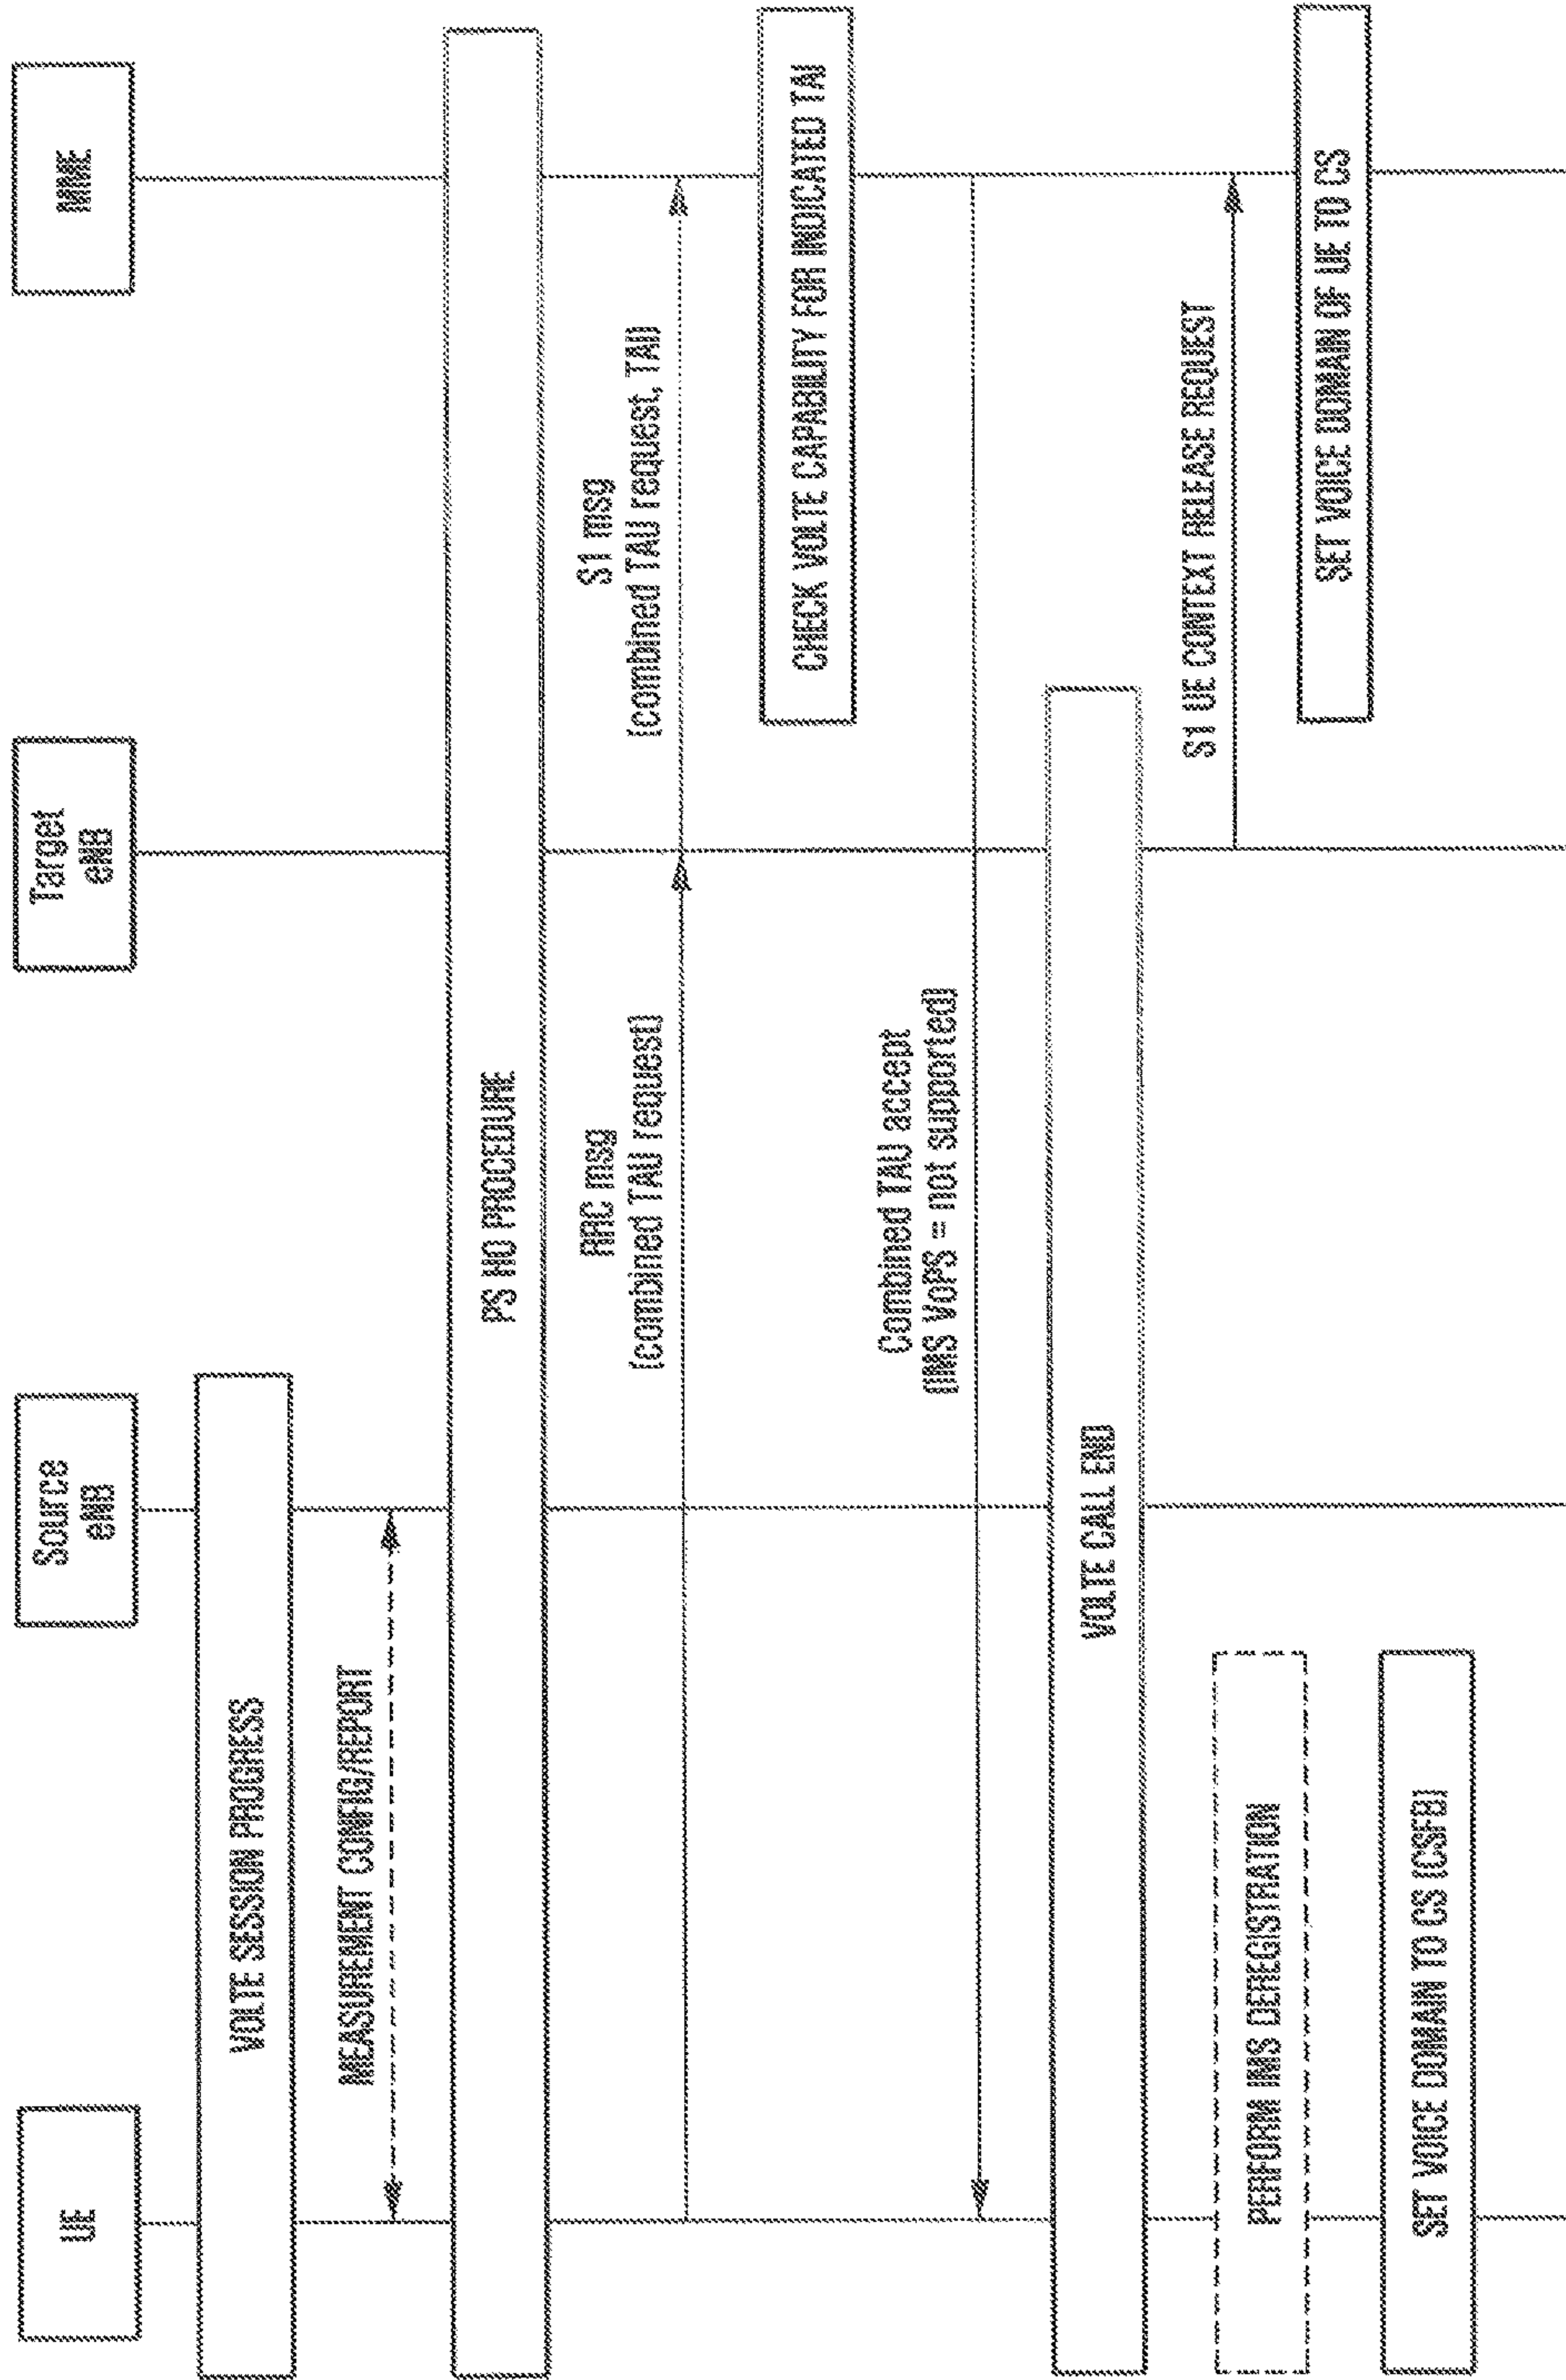 UE
Source
eNB
Target
eNB
MME
VOLTE SESSION PROGRESS
MEASUREMENT CONFIG/REPORT
PS HO PROCEDURE
RRC msg
(combined TAU request)
S1 msg
(combined TAU request, TAI)
CHECK VOLTE CAPABILITY FOR INDICATED TAI
Combined TAU accept
(IMS VoPS = not supported)
VOLTE CALL END
PERFORM IMS DEREGISTRATION
S1 UE CONTEXT RELEASE REQUEST
SET VOICE DOMAIN TO CS (CSFB)
SET VOICE DOMAIN OF UE TO CS